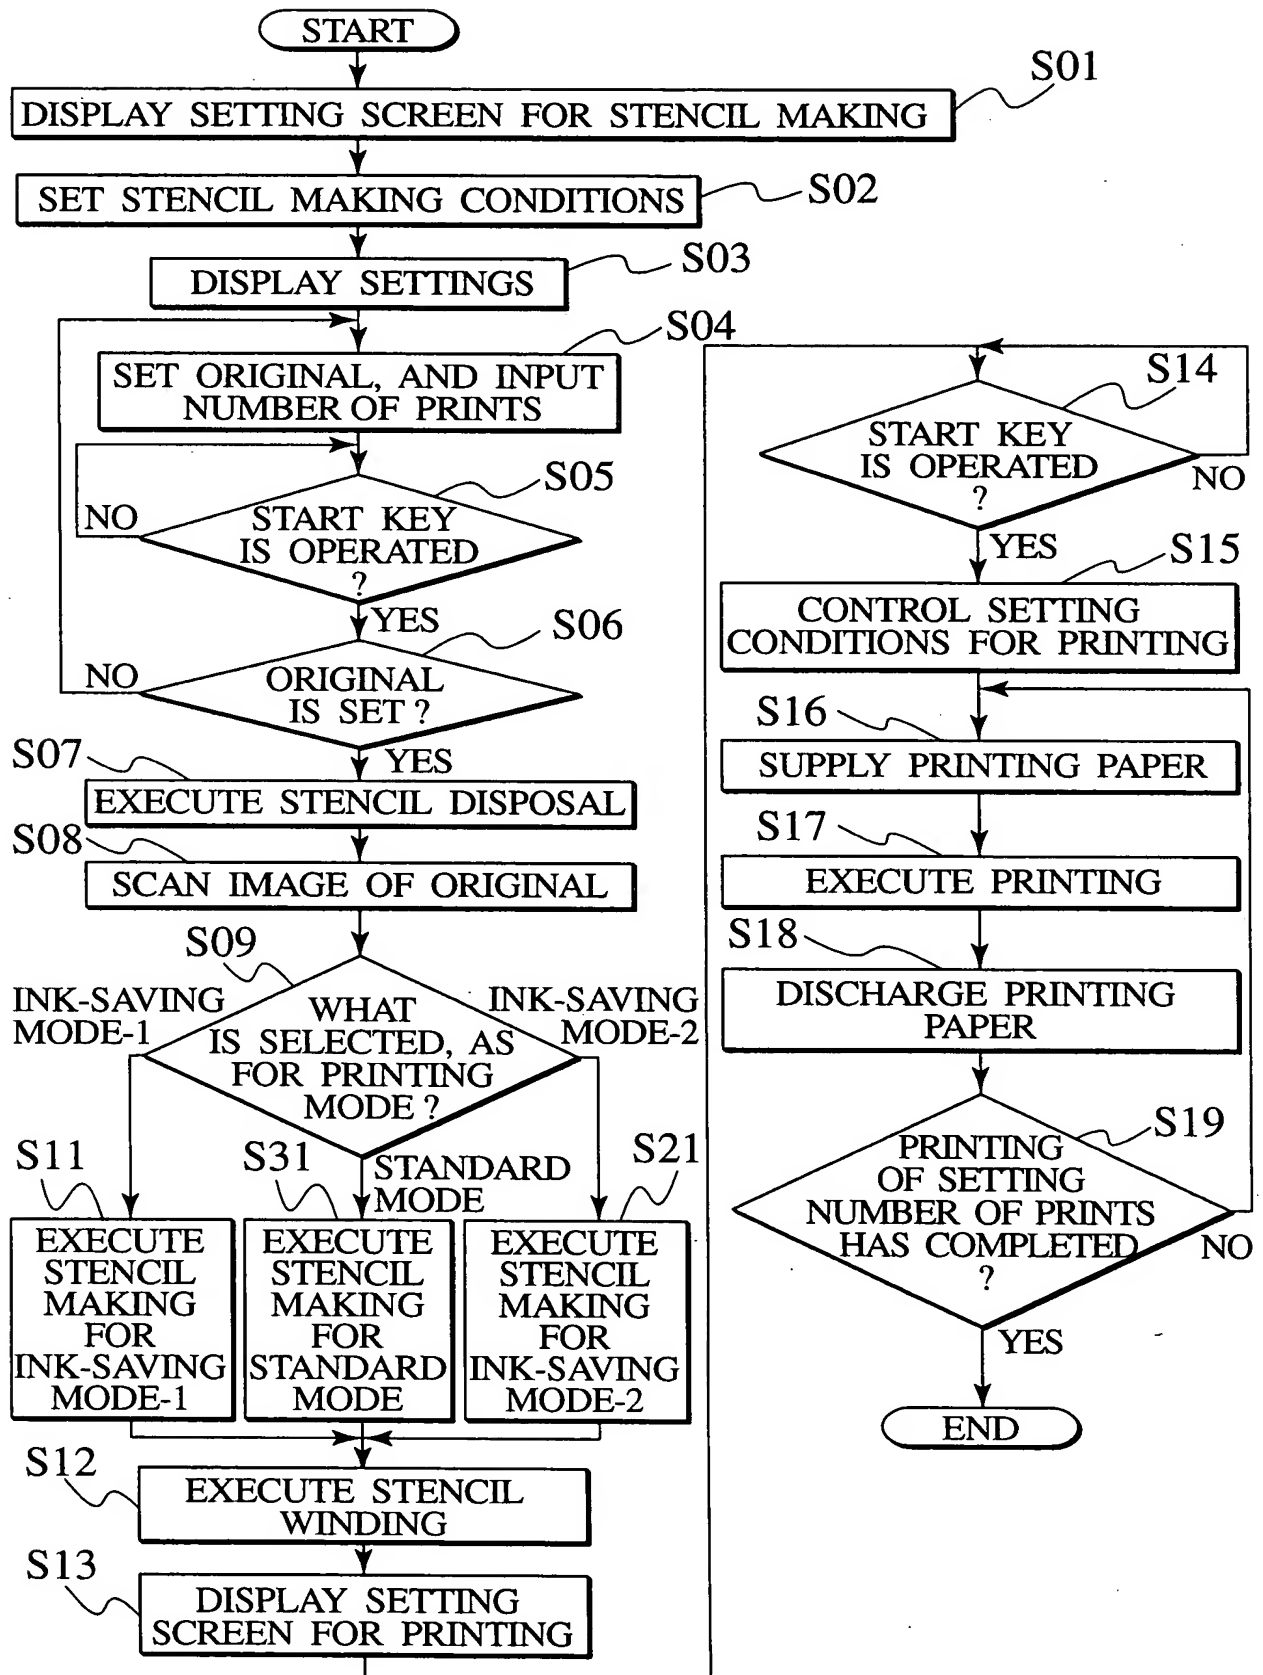 START
S01
DISPLAY SETTING SCREEN FOR STENCIL MAKING
S02
SET STENCIL MAKING CONDITIONS
S03
DISPLAY SETTINGS
S04
SET ORIGINAL, AND INPUT
NUMBER OF PRINTS
S05
NO
START KEY
IS OPERATED
?
YES
S06
NO
ORIGINAL
IS SET ?
YES
S07
EXECUTE STENCIL DISPOSAL
S08
SCAN IMAGE OF ORIGINAL
S09
INK-SAVING
MODE-1
WHAT
IS SELECTED, AS
FOR PRINTING
MODE ?
INK-SAVING
MODE-2
STANDARD
MODE
S11
EXECUTE
STENCIL
MAKING
FOR
INK-SAVING
MODE-1
S31
EXECUTE
STENCIL
MAKING
FOR
STANDARD
MODE
S21
EXECUTE
STENCIL
MAKING
FOR
INK-SAVING
MODE-2
S12
EXECUTE STENCIL
WINDING
S13
DISPLAY SETTING
SCREEN FOR PRINTING
S14
START KEY
IS OPERATED
?
NO
YES
S15
CONTROL SETTING
CONDITIONS FOR PRINTING
S16
SUPPLY PRINTING PAPER
S17
EXECUTE PRINTING
S18
DISCHARGE PRINTING
PAPER
S19
PRINTING
OF SETTING
NUMBER OF PRINTS
HAS COMPLETED
?
NO
YES
END